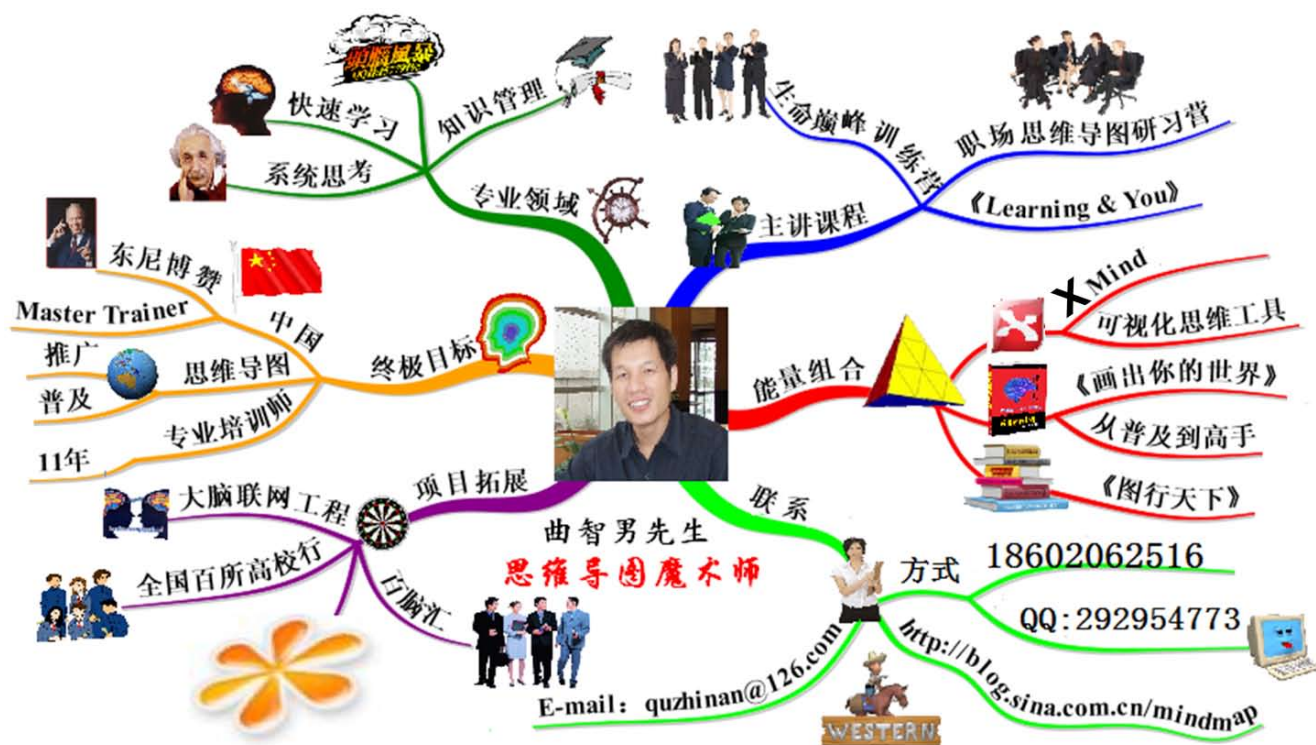 頭腦風暴
快速学习
知识管理
系统思考
专业领域
生命巅峰训练营
职场思维导图研习营
主讲课程
《Learning & You》
东尼博赞
Master Trainer
中国
推广
普及
思维导图
专业培训师
11年
终极目标
XMind
可视化思维工具
能量组合
《画出你的世界》
从普及到高手
《图行天下》
大脑联网工程
项目拓展
全国百所高校行
百脑汇
曲智男先生
思维导图魔术师
联系
方式
18602062516
QQ:292954773
http://blog.sina.com.cn/mindmap
E-mail：quzhinan@126.com
WESTERN